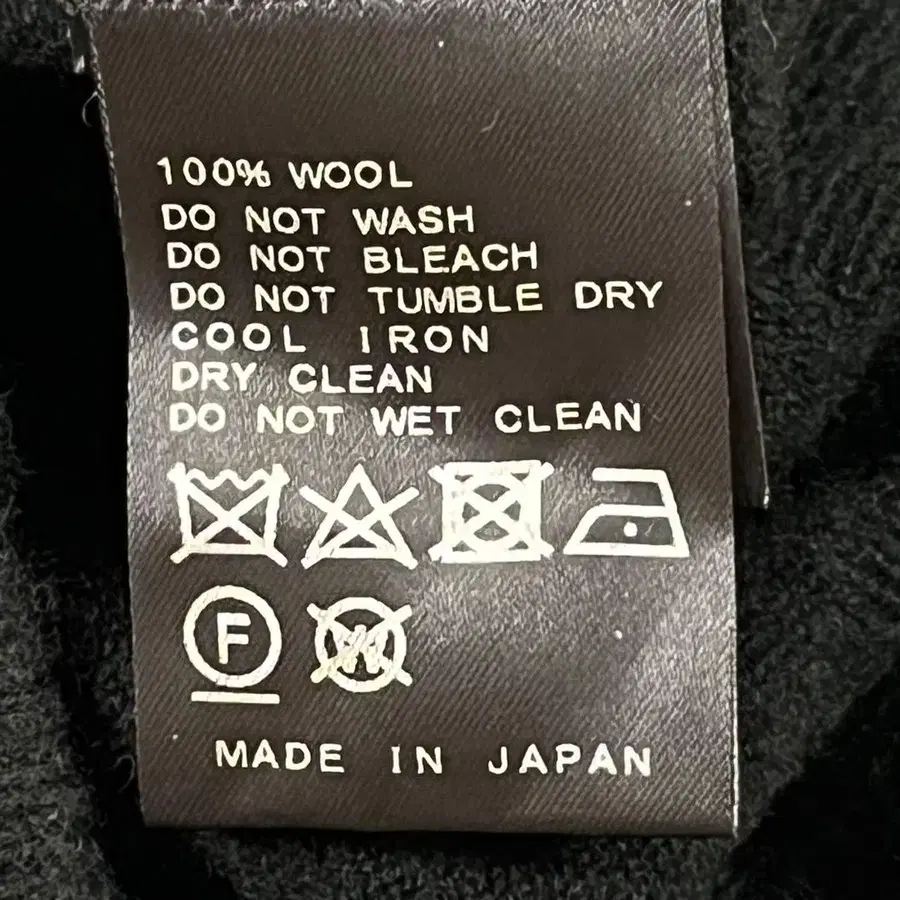 100% WOOL
DO NOT WASH
DO NOT BLEACH
DO NOT TUMBLE DRY
COOL IRON
DRY CLEAN
DO NOT WET CLEAN
F W
MADE IN JAPAN